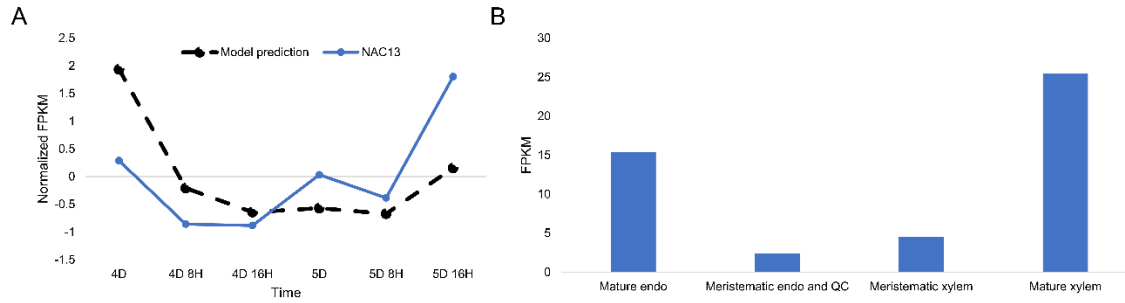 A
2.5
2
1.5
1
0.5
0
-0.5
-1
-1.5
Normalized FPKM
Model prediction NAC13
4D 4D 8H 4D 16H 5D 5D 8H 5D 16H
Time
B
30
25
20
15
10
5
0
FPKM
Mature endo Meristematic endo and QC Meristematic xylem Mature xylem